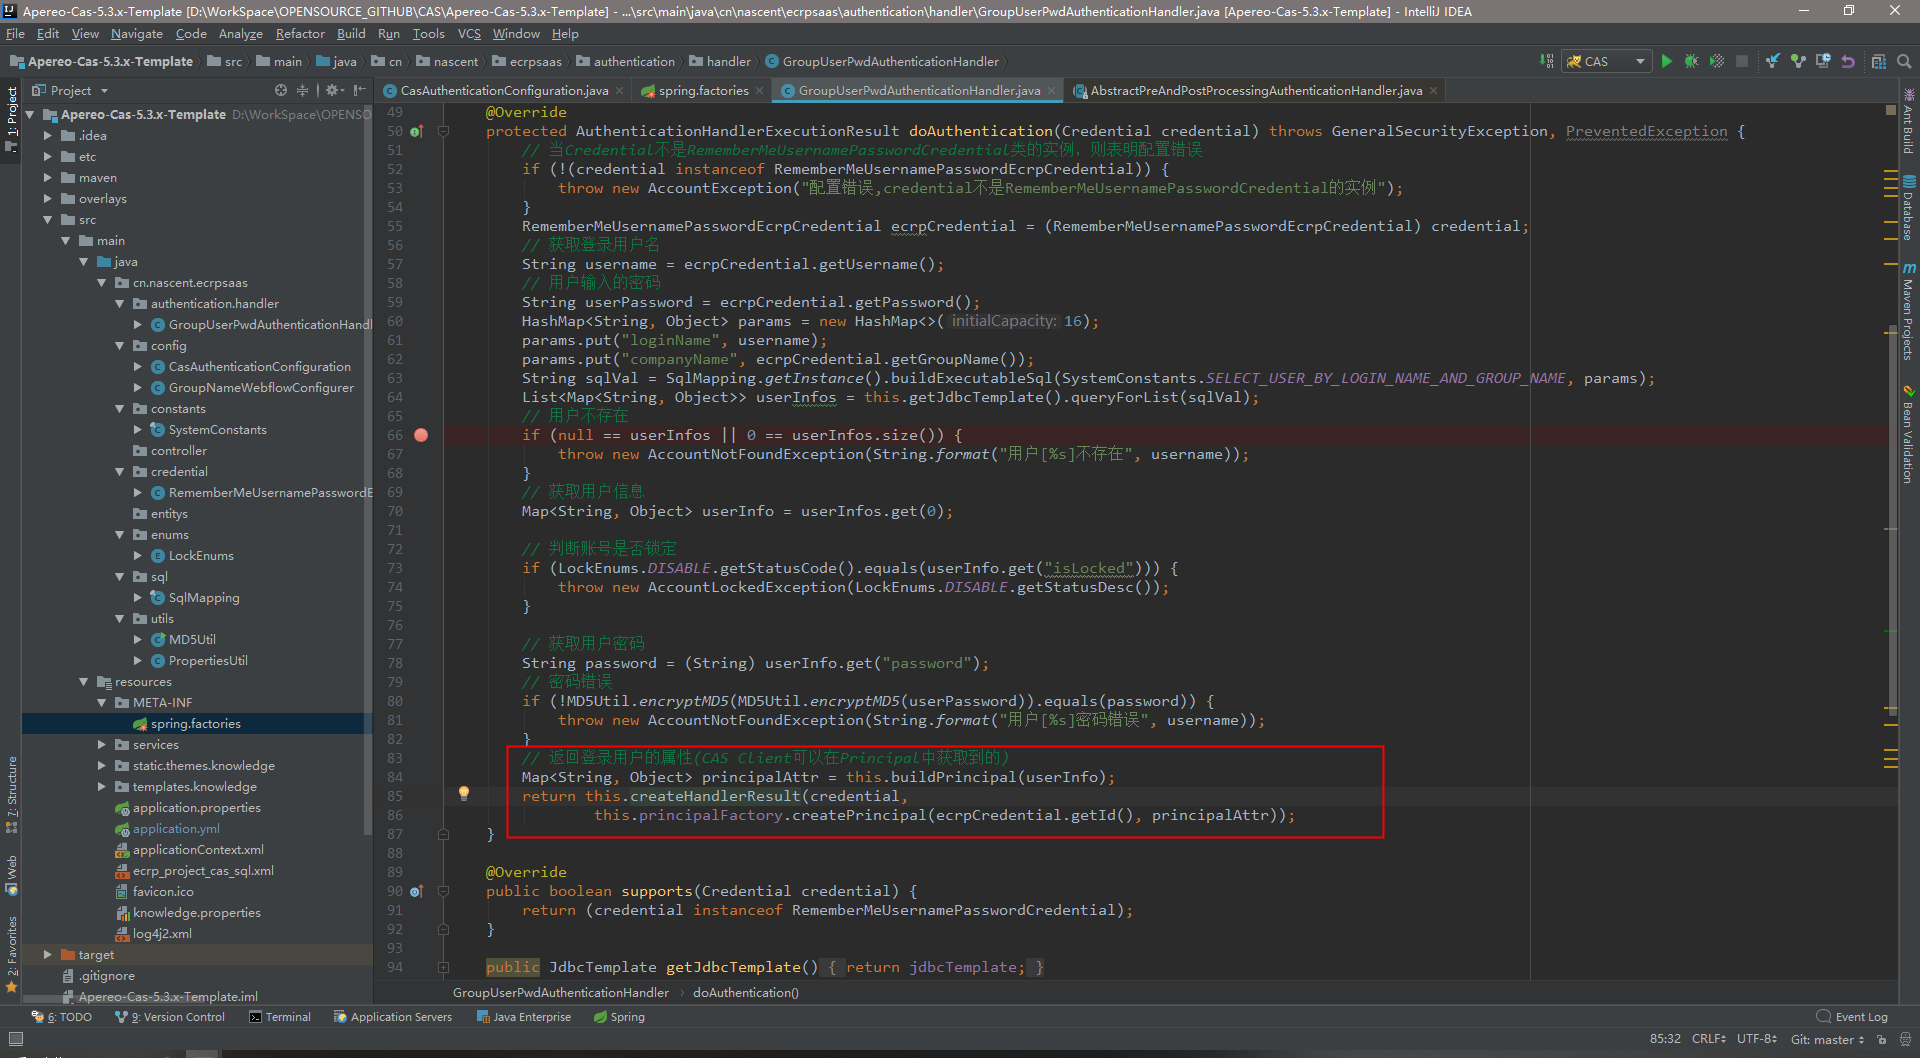 Apereo-Cas-5.3.x-Template [D:\WorkSpace\OPENSOURCE_GITHUB\CAS\Apereo-Cas-5.3.x-Template] - ...\src\main\java\cn\nascent\ecrpsaas\authentication\handler\GroupUserPwdAuthenticationHandler.java [Apereo-Cas-5.3.x-Template] - IntelliJ IDEA
File Edit View Navigate Code Analyze Refactor Build Run Tools VCS Window Help
Apereo-Cas-5.3.x-Template src main java cn nascent ecrpsaas authentication handler GroupUserPwdAuthenticationHandler CAS
Project
CasAuthenticationConfiguration.java spring.factories GroupUserPwdAuthenticationHandler.java AbstractPreAndPostProcessingAuthenticationHandler.java
1: Project
Apereo-Cas-5.3.x-Template D:\WorkSpace\OPENSO
.idea
etc
maven
overlays
src
main
java
cn.nascent.ecrpsaas
authentication.handler
GroupUserPwdAuthenticationHandl
config
CasAuthenticationConfiguration
GroupNameWebflowConfigurer
constants
SystemConstants
controller
credential
RememberMeUsernamePasswordE
entitys
enums
LockEnums
sql
SqlMapping
utils
MD5Util
PropertiesUtil
resources
META-INF
spring.factories
services
static.themes.knowledge
templates.knowledge
application.properties
application.yml
applicationContext.xml
ecrp_project_cas_sql.xml
favicon.ico
knowledge.properties
log4j2.xml
target
.gitignore
Apereo-Cas-5.3.x-Template.iml
7: Structure
Web
2: Favorites
49 @Override
50 protected AuthenticationHandlerExecutionResult doAuthentication(Credential credential) throws GeneralSecurityException, PreventedException {
51 // 当Credential不是RememberMeUsernamePasswordCredential类的实例，则表明配置错误
52 if (!(credential instanceof RememberMeUsernamePasswordEcrpCredential)) {
53 throw new AccountException("配置错误,credential不是RememberMeUsernamePasswordCredential的实例");
54 }
55 RememberMeUsernamePasswordEcrpCredential ecrpCredential = (RememberMeUsernamePasswordEcrpCredential) credential;
56 // 获取登录用户名
57 String username = ecrpCredential.getUsername();
58 // 用户输入的密码
59 String userPassword = ecrpCredential.getPassword();
60 HashMap<String, Object> params = new HashMap<>( initialCapacity: 16);
61 params.put("loginName", username);
62 params.put("companyName", ecrpCredential.getGroupName());
63 String sqlVal = SqlMapping.getInstance().buildExecutableSql(SystemConstants.SELECT_USER_BY_LOGIN_NAME_AND_GROUP_NAME, params);
64 List<Map<String, Object>> userInfos = this.getJdbcTemplate().queryForList(sqlVal);
65 // 用户不存在
66 if (null == userInfos || 0 == userInfos.size()) {
67 throw new AccountNotFoundException(String.format("用户[%s]不存在", username));
68 }
69 // 获取用户信息
70 Map<String, Object> userInfo = userInfos.get(0);
71
72 // 判断账号是否锁定
73 if (LockEnums.DISABLE.getStatusCode().equals(userInfo.get("isLocked"))) {
74 throw new AccountLockedException(LockEnums.DISABLE.getStatusDesc());
75 }
76
77 // 获取用户密码
78 String password = (String) userInfo.get("password");
79 // 密码错误
80 if (!MD5Util.encryptMD5(MD5Util.encryptMD5(userPassword)).equals(password)) {
81 throw new AccountNotFoundException(String.format("用户[%s]密码错误", username));
82 }
83 // 返回登录用户的属性(CAS Client可以在Principal中获取到的)
84 Map<String, Object> principalAttr = this.buildPrincipal(userInfo);
85 return this.createHandlerResult(credential,
86 this.principalFactory.createPrincipal(ecrpCredential.getId(), principalAttr));
87 }
88
89 @Override
90 public boolean supports(Credential credential) {
91 return (credential instanceof RememberMeUsernamePasswordCredential);
92 }
93
94 public JdbcTemplate getJdbcTemplate() { return jdbcTemplate; }
GroupUserPwdAuthenticationHandler doAuthentication()
Ant Build
Database
m Maven Projects
Bean Validation
6: TODO 9: Version Control Terminal Application Servers Java Enterprise Spring Event Log
85:32 CRLF UTF-8 Git: master